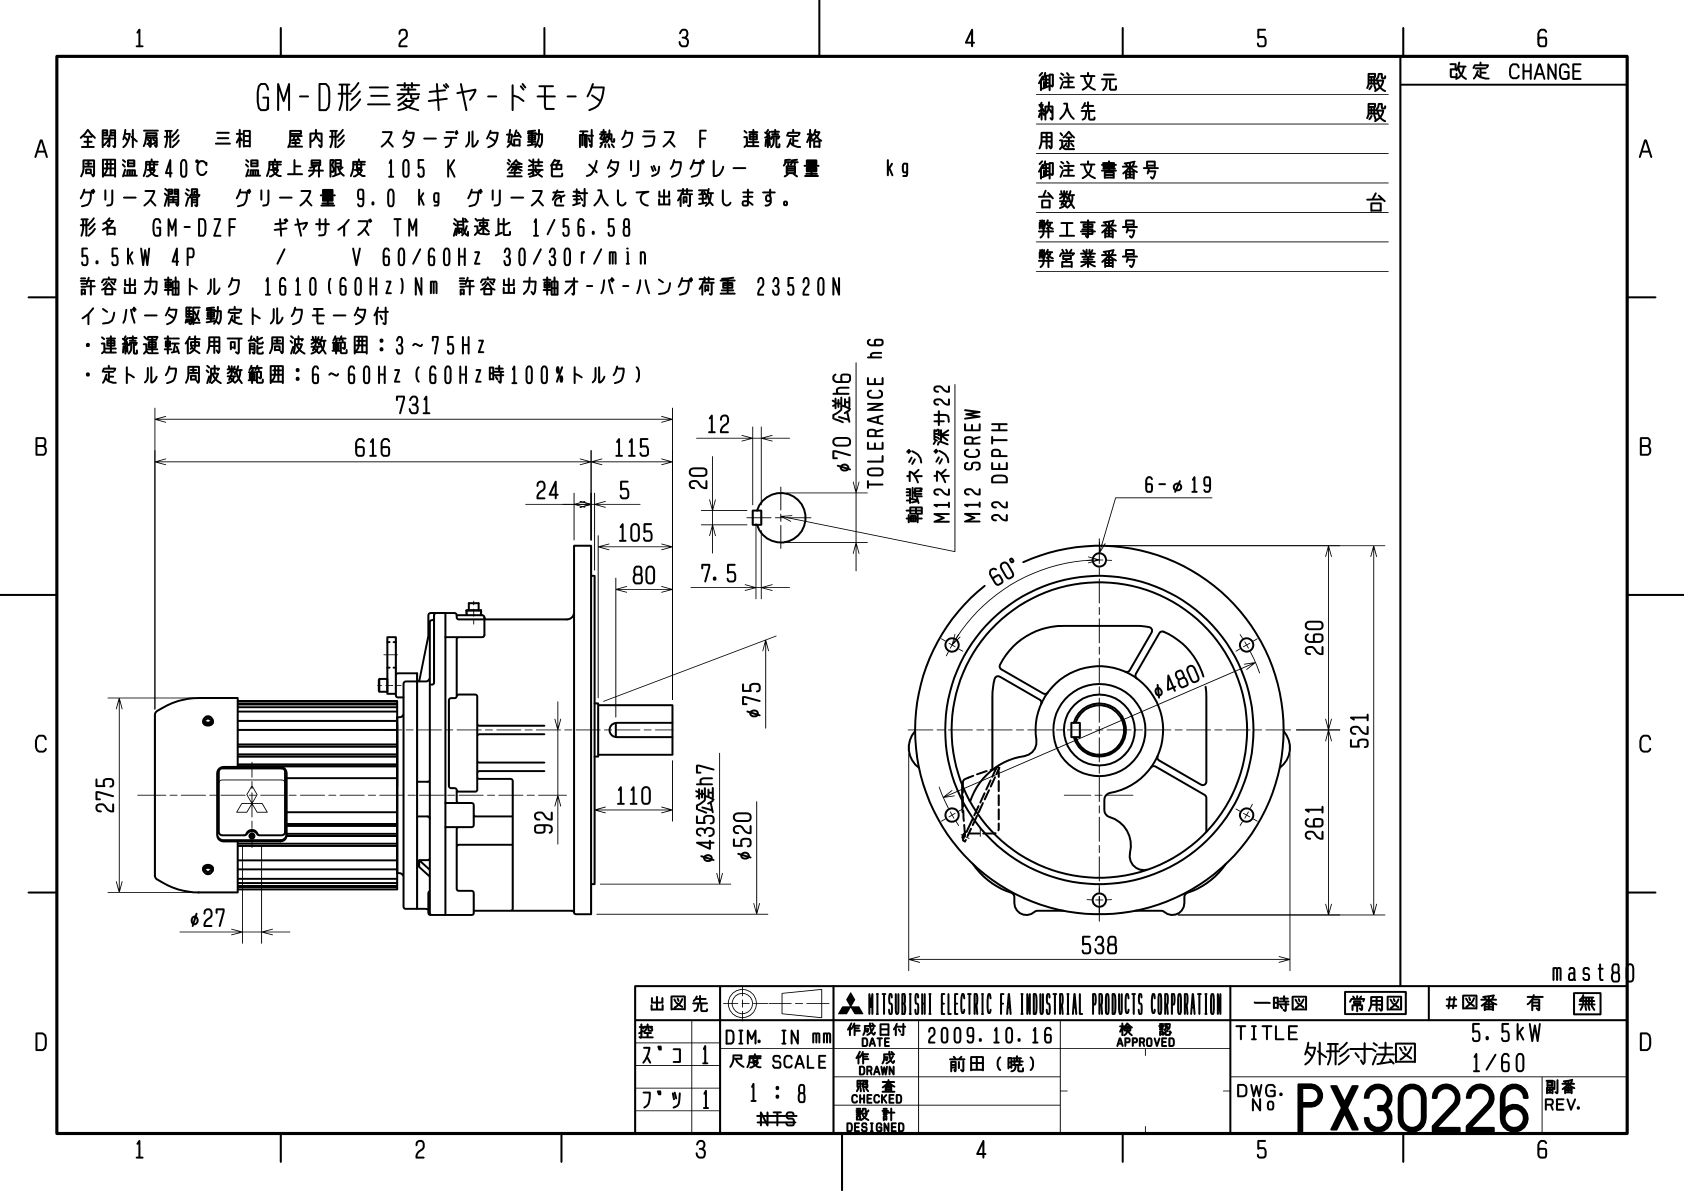 1 2 3 4 5 6
改定 CHANGE
GM-D形三菱ギヤードモータ
全閉外扇形 三相 屋内形 スターデルタ始動 耐熱クラス F 連続定格
周囲温度40℃ 温度上昇限度 105 K 塗装色 メタリックグレー 質量 kg
グリース潤滑 グリース量 9.0 kg グリースを封入して出荷致します。
形名 GM-DZF ギヤサイズ TM 減速比 1/56.58
5.5kW 4P / V 60/60Hz 30/30r/min
許容出力軸トルク 1610(60Hz)Nm 許容出力軸オーバーハング荷重 23520N
インバータ駆動定トルクモータ付
・連続運転使用可能周波数範囲：3～75Hz
・定トルク周波数範囲：6～60Hz(60Hz時100%トルク)
御注文元 殿
納入先 殿
用途
御注文書番号
台数 台
弊工事番号
弊営業番号
A A
B B
C C
D D
731
616 115
24 5
105
80
12
20
7.5
φ70 公差h6
TOLERANCE h6
軸端ネジ
M12ネジ深サ22
M12 SCREW
22 DEPTH
6-φ19
60°
φ480
260
261
521
538
275
φ27
92
110
φ75
φ435公差h7
φ520
mast80
出図先
控
ズコ 1
ブツ 1
DIM. IN mm
尺度 SCALE
1 : 8
NTS
MITSUBISHI ELECTRIC FA INDUSTRIAL PRODUCTS CORPORATION
作成日付 DATE 2009.10.16
検認 APPROVED
作成 DRAWN 前田(暁)
照査 CHECKED
設計 DESIGNED
一時図 常用図 #図番 有 無
TITLE 外形寸法図
5.5kW
1/60
DWG. No PX30226
副番 REV.
1 2 3 4 5 6